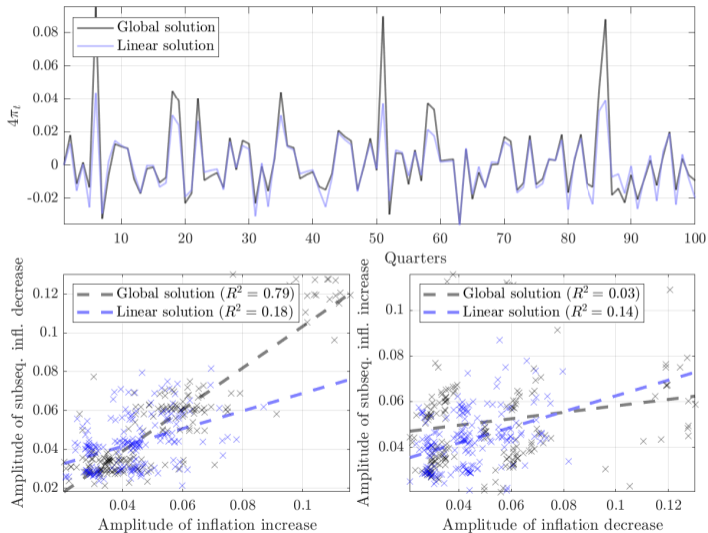 Global solution
Linear solution
4π_t
0.08
0.06
0.04
0.02
0
-0.02
10 20 30 40 50 60 70 80 90 100
Quarters
Global solution (R² = 0.79)
Linear solution (R² = 0.18)
Amplitude of subseq. infl. decrease
0.12
0.1
0.08
0.06
0.04
0.02
0.04 0.06 0.08 0.1
Amplitude of inflation increase
Global solution (R² = 0.03)
Linear solution (R² = 0.14)
Amplitude of subseq. infl. increase
0.1
0.08
0.06
0.04
0.04 0.06 0.08 0.1 0.12
Amplitude of inflation decrease